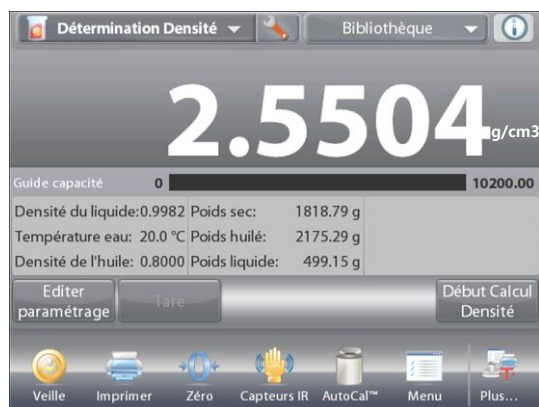 Détermination Densité Bibliothèque
2.5504 g/cm3
Guide capacité 0 10200.00
Densité du liquide:0.9982 Poids sec: 1818.79 g
Température eau: 20.0 °C Poids huilé: 2175.29 g
Densité de l'huile: 0.8000 Poids liquide: 499.15 g
Editer paramétrage Tare Début Calcul Densité
Veille Imprimer Zéro Capteurs IR AutoCal™ Menu Plus...